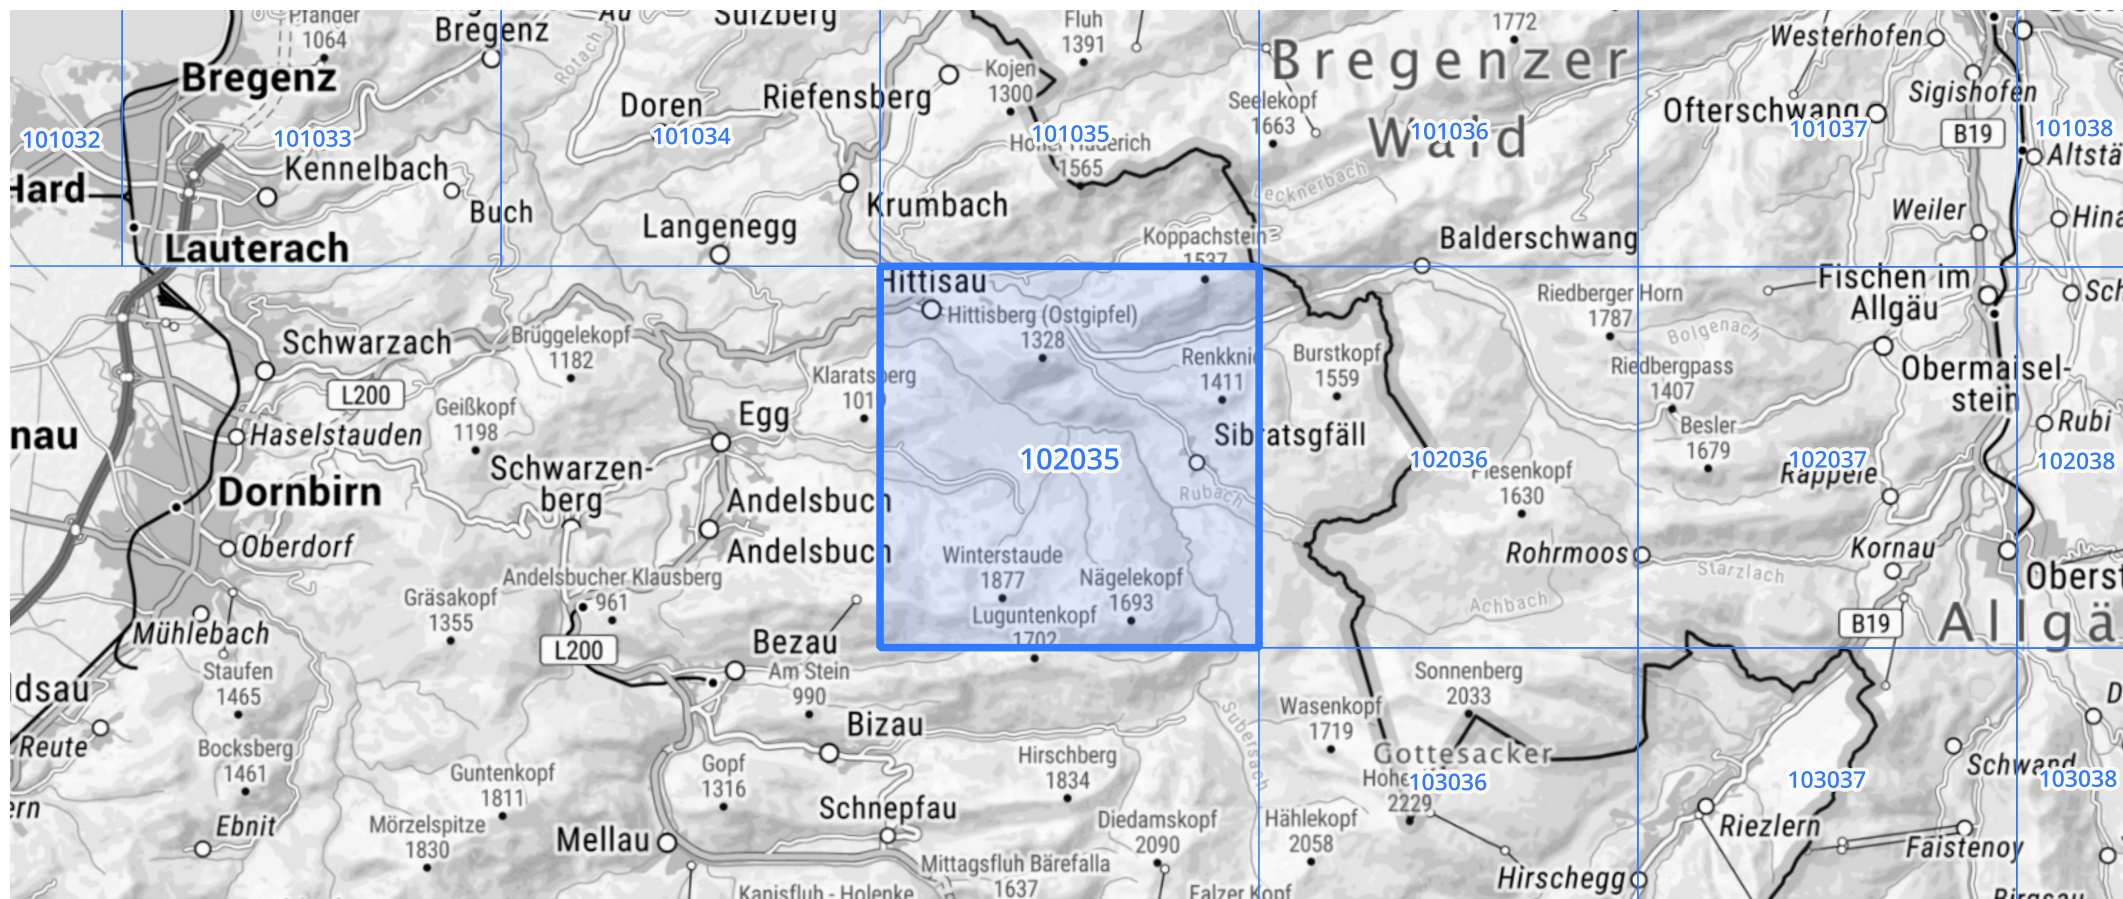 Pfänder
1064
Bregenz
Au
Sulzberg
Rotach
Fluh
1391
1772
Westerhofen
Bregenz
Kojen
1300
Bregenzer
Wald
Seelekopf
1663
Sigishofen
Doren
Riefensberg
Ofterschwang
B19
101032
101033
101034
101035
101036
101037
101038
Kennelbach
1565
Altstä
Hard
Buch
Krumbach
Lecknerbach
Weiler
Langenegg
Koppachstein
1537
Balderschwang
Lauterach
Hittisau
Hittisberg (Ostgipfel)
1328
Riedberger Horn
1787
Fischen im
Allgäu
Sch
Schwarzach
Brüggelekopf
1182
Bolgenach
Burstkopf
1559
1411
Klaratsberg
Riedbergpass
1407
Obermaisel-
stein
L200
Geißkopf
1198
Egg
Besler
1679
Rubi
nau
Haselstauden
Sibratsgfäll
102035
102036
102037
102038
Schwarzen-
berg
1630
Dornbirn
Andelsbuch
Rubach
Oberdorf
Andelsbuch
Winterstaude
1877
Rohrmoos
Kornau
Starzlach
Andelsbucher Klausberg
961
Nägelekopf
1693
Oberst
Gräsakopf
1355
Luguntenkopf
1702
Achbach
B19
Allgä
Mühlebach
L200
Bezau
Staufen
1465
Am Stein
990
Sonnenberg
2033
Wasenkopf
1719
Subersach
Bizau
Reute
Bocksberg
1461
Gopf
1316
Hirschberg
1834
Gottesacker
2229
103036
103037
103038
Schwand
Guntenkopf
1811
Ebnit
Mörzelspitze
1830
Schnepfau
Diedamskopf
2090
Hählekopf
2058
Riezlern
Mellau
Mittagsfluh Bärefalla
1637
Faistenoy
Hirschegg
Kanisfluh - Holenke
Falzer Kopf
Birgsau